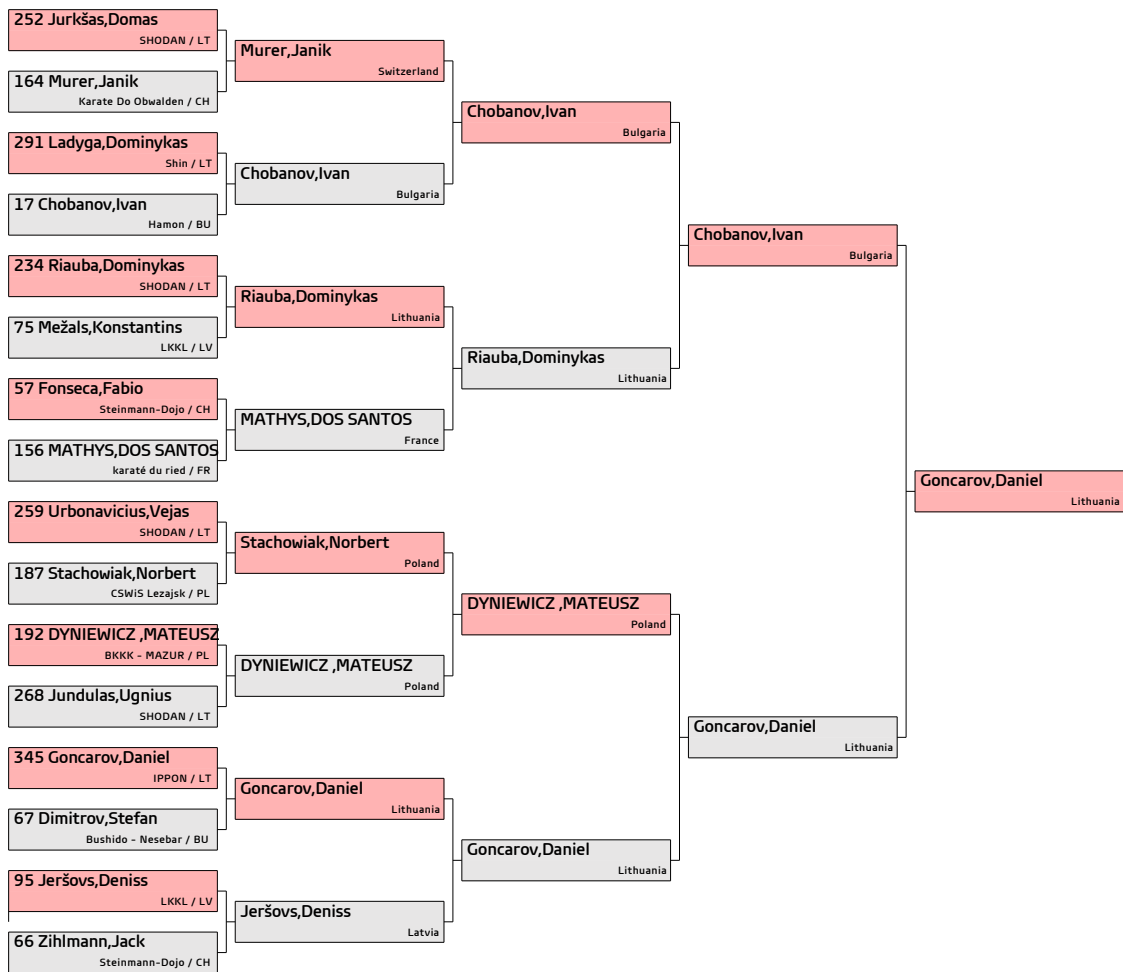 252 Jurkšas,Domas
SHODAN / LT
164 Murer,Janik
Karate Do Obwalden / CH
291 Ladyga,Dominykas
Shin / LT
17 Chobanov,Ivan
Hamon / BU
234 Riauba,Dominykas
SHODAN / LT
75 Mežals,Konstantins
LKKL / LV
57 Fonseca,Fabio
Steinmann-Dojo / CH
156 MATHYS,DOS SANTOS
karaté du ried / FR
259 Urbonavicius,Vejas
SHODAN / LT
187 Stachowiak,Norbert
CSWiS Lezajsk / PL
192 DYNIEWICZ ,MATEUSZ
BKKK - MAZUR / PL
268 Jundulas,Ugnius
SHODAN / LT
345 Goncarov,Daniel
IPPON / LT
67 Dimitrov,Stefan
Bushido - Nesebar / BU
95 Jeršovs,Deniss
LKKL / LV
66 Zihlmann,Jack
Steinmann-Dojo / CH
Murer,Janik
Switzerland
Chobanov,Ivan
Bulgaria
Riauba,Dominykas
Lithuania
MATHYS,DOS SANTOS
France
Stachowiak,Norbert
Poland
DYNIEWICZ ,MATEUSZ
Poland
Goncarov,Daniel
Lithuania
Jeršovs,Deniss
Latvia
Chobanov,Ivan
Bulgaria
Riauba,Dominykas
Lithuania
DYNIEWICZ ,MATEUSZ
Poland
Goncarov,Daniel
Lithuania
Chobanov,Ivan
Bulgaria
Goncarov,Daniel
Lithuania
Goncarov,Daniel
Lithuania